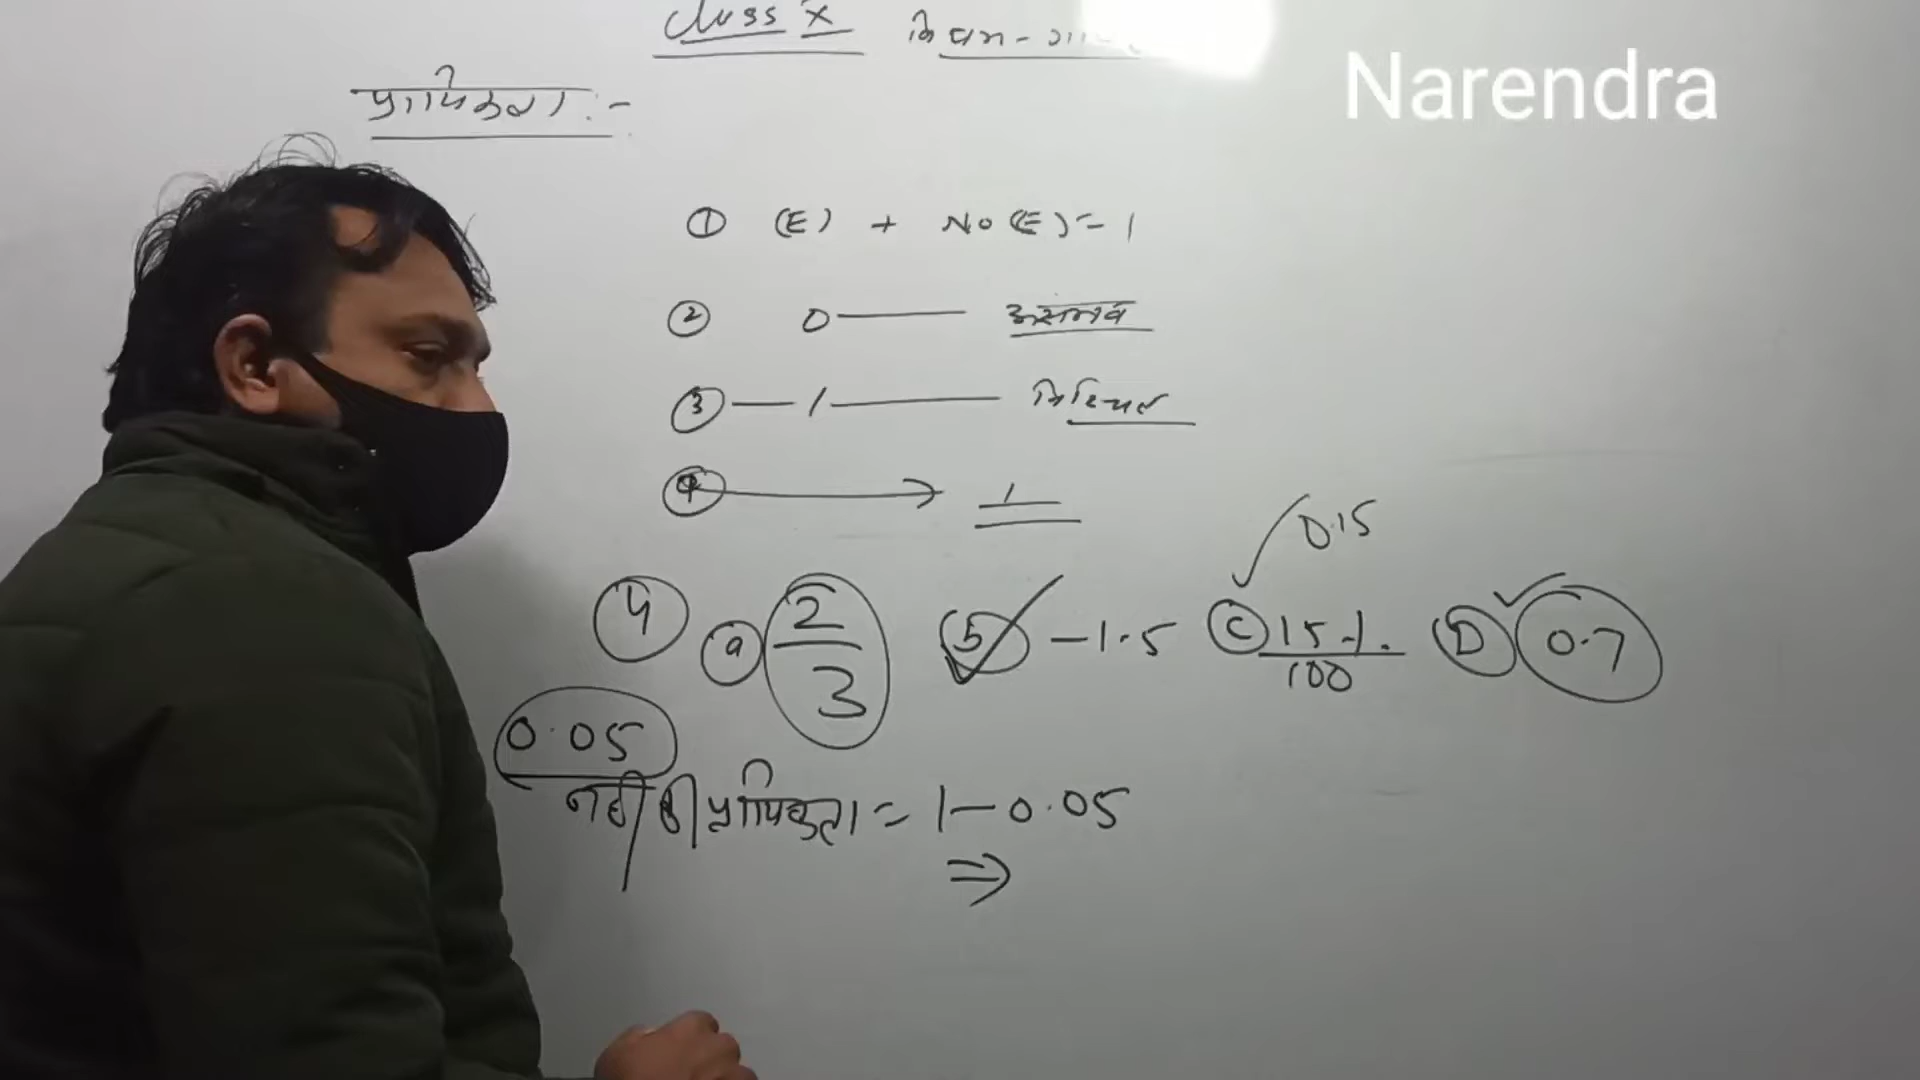 Class X
Narendra
प्रायिकता :-
① (E) + No (E) = 1
② 0 —— असम्भव
③ — 1 —— निश्चित
④ → 1
0.15
4 a 2/3 b -1.5 C 15%/100 D 0.7
0.05
नहीं की प्रायिकता = 1 - 0.05
⇒